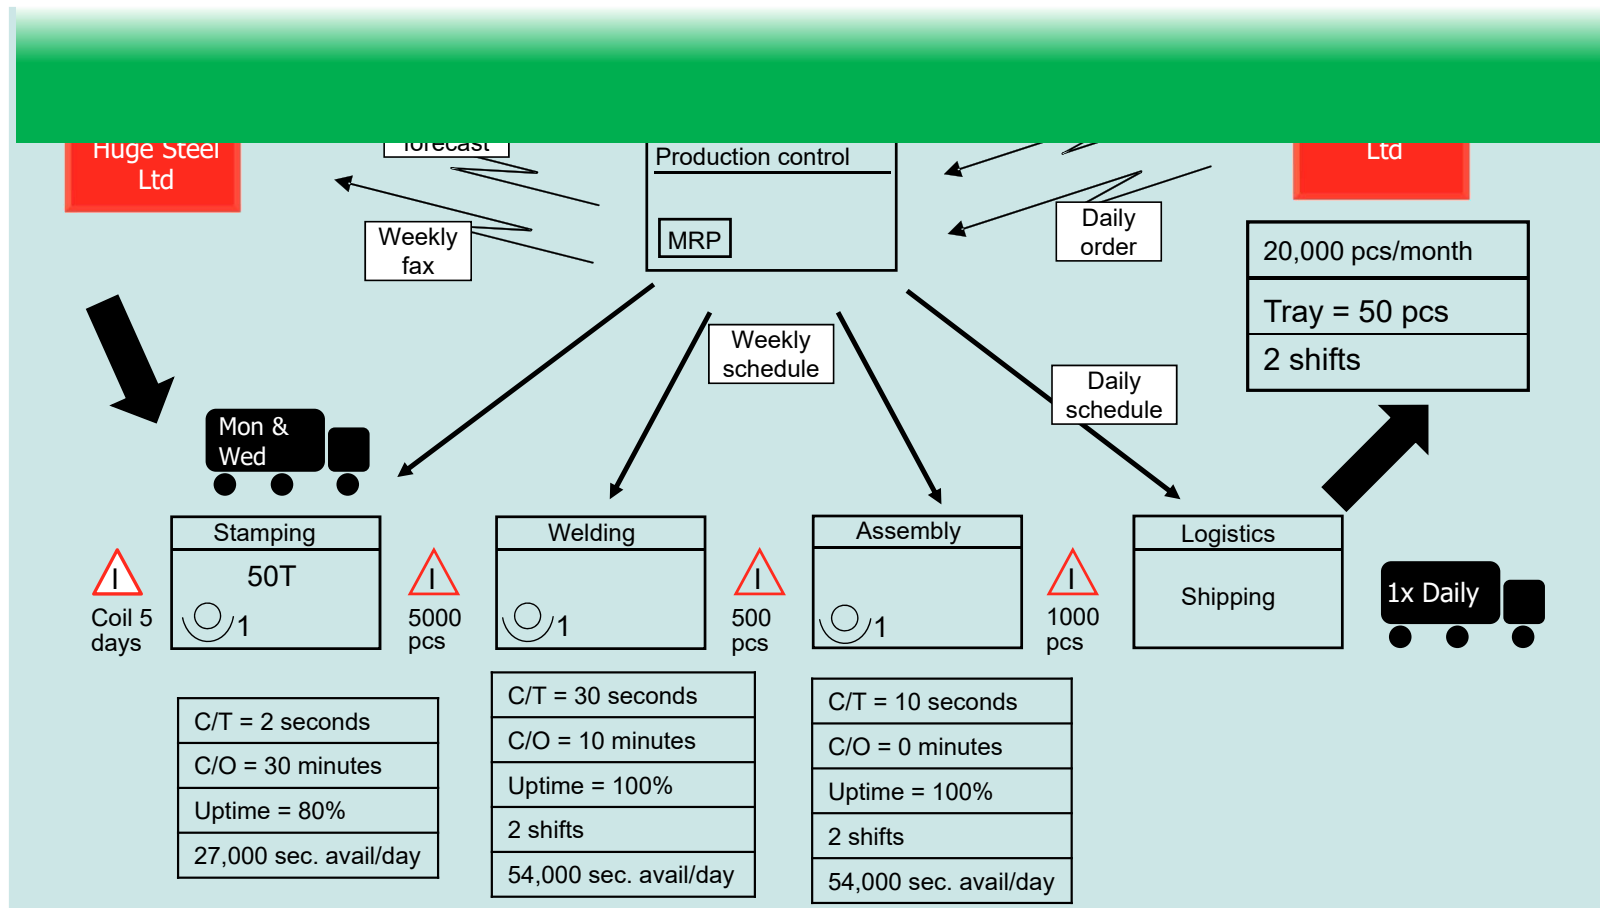 Huge Steel
Ltd
forecast
Production control
MRP
Weekly
fax
Daily
order
Ltd
20,000 pcs/month
Tray = 50 pcs
2 shifts
Weekly
schedule
Daily
schedule
Mon &
Wed
Stamping
50T
1
Welding
1
Assembly
1
Logistics
Shipping
1x Daily
I
Coil 5
days
I
5000
pcs
I
500
pcs
I
1000
pcs
C/T = 2 seconds
C/O = 30 minutes
Uptime = 80%
27,000 sec. avail/day
C/T = 30 seconds
C/O = 10 minutes
Uptime = 100%
2 shifts
54,000 sec. avail/day
C/T = 10 seconds
C/O = 0 minutes
Uptime = 100%
2 shifts
54,000 sec. avail/day